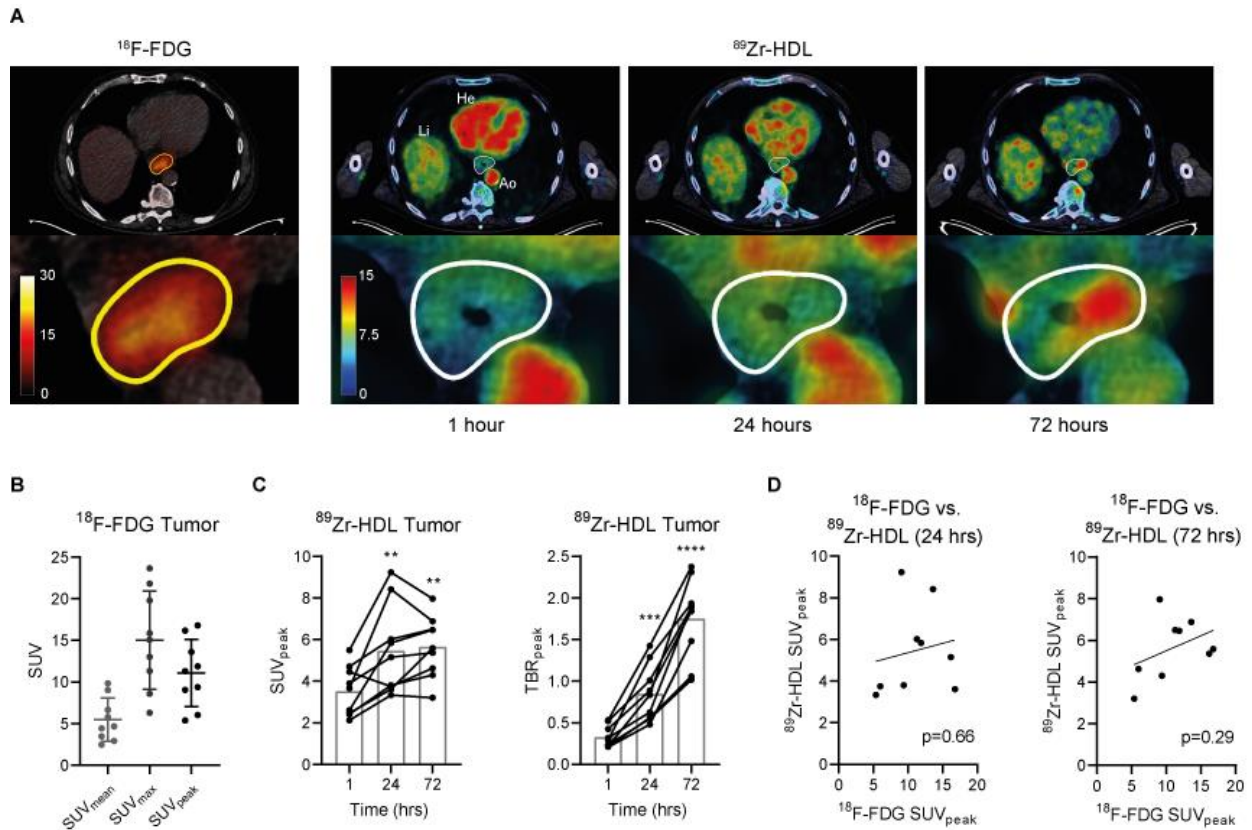 A
¹⁸F-FDG
⁸⁹Zr-HDL
He
Li
Ao
30
15
0
15
7.5
0
1 hour
24 hours
72 hours
B
¹⁸F-FDG Tumor
SUV
25
20
15
10
5
0
SUVmean
SUVmax
SUVpeak
C
⁸⁹Zr-HDL Tumor
SUVpeak
10
8
6
4
2
0
**
**
1
24
72
Time (hrs)
⁸⁹Zr-HDL Tumor
TBRpeak
2.5
2.0
1.5
1.0
0.5
0.0
***
****
1
24
72
Time (hrs)
D
¹⁸F-FDG vs.
⁸⁹Zr-HDL (24 hrs)
⁸⁹Zr-HDL SUVpeak
10
8
6
4
2
0
p=0.66
0
5
10
15
20
¹⁸F-FDG SUVpeak
¹⁸F-FDG vs.
⁸⁹Zr-HDL (72 hrs)
⁸⁹Zr-HDL SUVpeak
10
8
6
4
2
0
p=0.29
0
5
10
15
20
¹⁸F-FDG SUVpeak